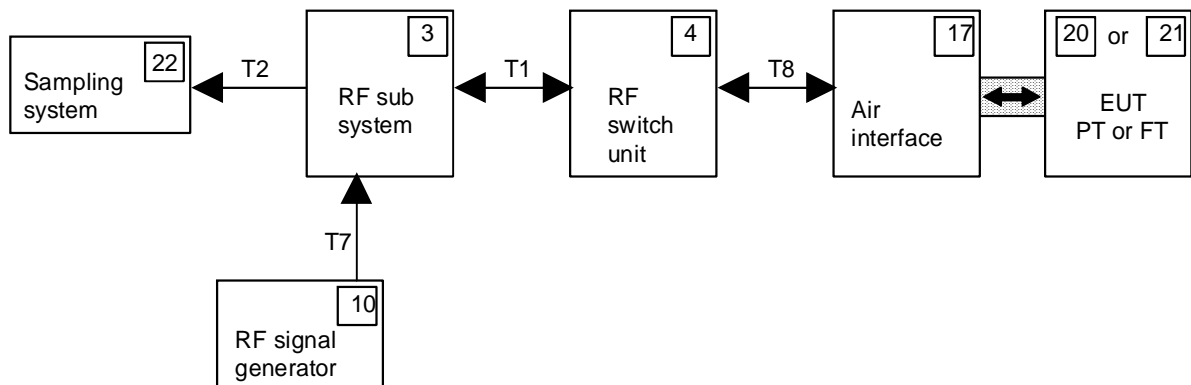 22
Sampling
system
T2
3
RF sub
system
T1
4
RF
switch
unit
T8
17
Air
interface
20 or 21
EUT
PT or FT
T7
10
RF signal
generator